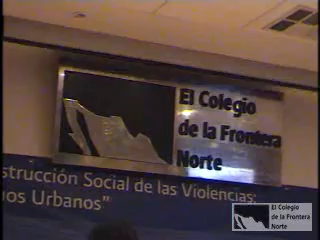 El Colegio
de la Frontera
Norte
strucción Social de las Violencias:
os Urbanos"
El Colegio
de la Frontera
Norte